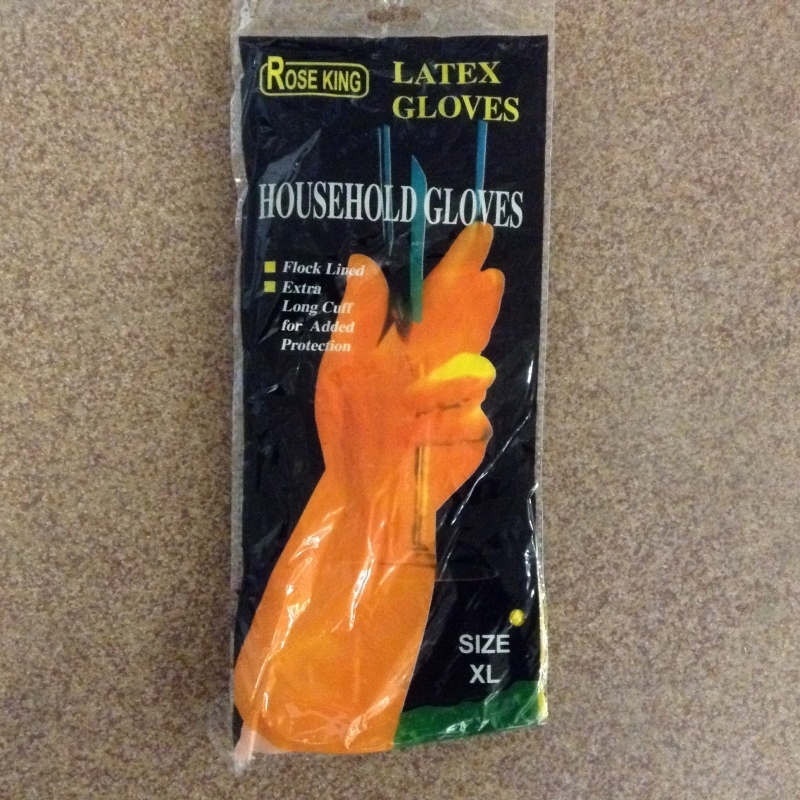 ROSE KING
LATEX
GLOVES
HOUSEHOLD GLOVES
Flock Lined
Extra
Long Cuff
for Added
Protection
SIZE
XL